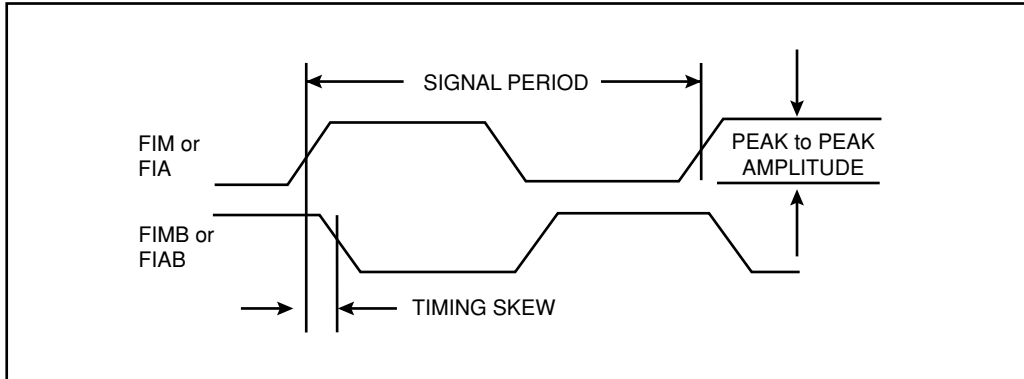 SIGNAL PERIOD
FIM or
FIA
PEAK to PEAK
AMPLITUDE
FIMB or
FIAB
TIMING SKEW